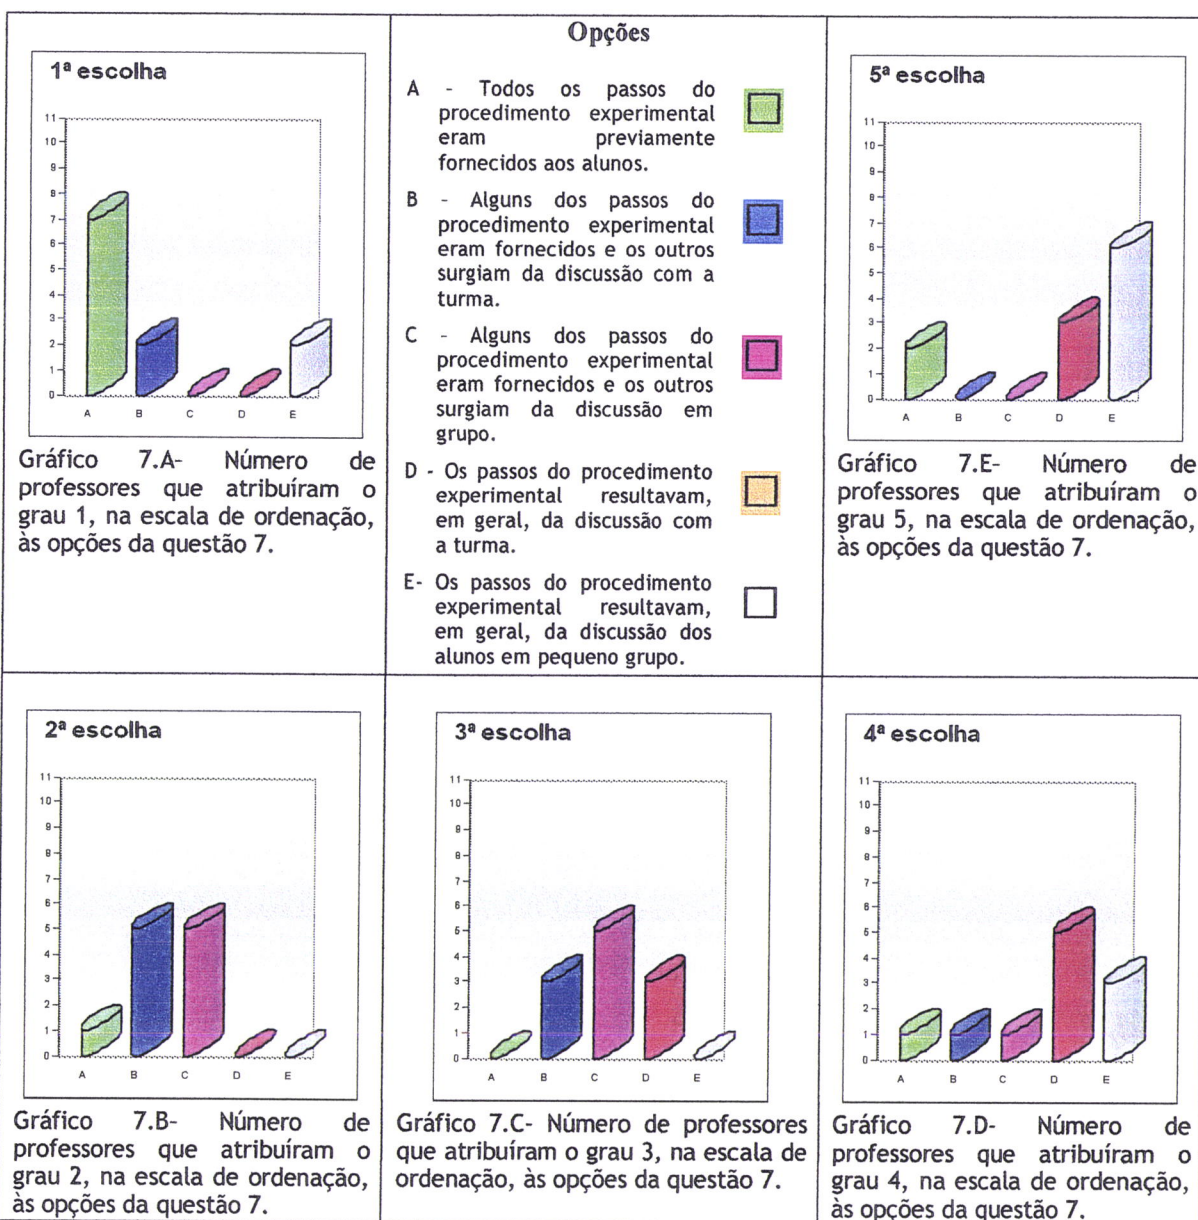 1ª escolha
11
10
9
8
7
6
5
4
3
2
1
0
A B C D E
Gráfico 7.A- Número de
professores que atribuíram o
grau 1, na escala de ordenação,
às opções da questão 7.
Opções
A - Todos os passos do
procedimento experimental
eram previamente
fornecidos aos alunos.
B - Alguns dos passos do
procedimento experimental
eram fornecidos e os outros
surgiam da discussão com a
turma.
C - Alguns dos passos do
procedimento experimental
eram fornecidos e os outros
surgiam da discussão em
grupo.
D - Os passos do procedimento
experimental resultavam,
em geral, da discussão com
a turma.
E- Os passos do procedimento
experimental resultavam,
em geral, da discussão dos
alunos em pequeno grupo.
5ª escolha
11
10
9
8
7
6
5
4
3
2
1
0
A B C D E
Gráfico 7.E- Número de
professores que atribuíram o
grau 5, na escala de ordenação,
às opções da questão 7.
2ª escolha
11
10
9
8
7
6
5
4
3
2
1
0
A B C D E
Gráfico 7.B- Número de
professores que atribuíram o
grau 2, na escala de ordenação,
às opções da questão 7.
3ª escolha
11
10
9
8
7
6
5
4
3
2
1
0
A B C D E
Gráfico 7.C- Número de professores
que atribuíram o grau 3, na escala de
ordenação, às opções da questão 7.
4ª escolha
11
10
9
8
7
6
5
4
3
2
1
0
A B C D E
Gráfico 7.D- Número de
professores que atribuíram o
grau 4, na escala de ordenação,
às opções da questão 7.